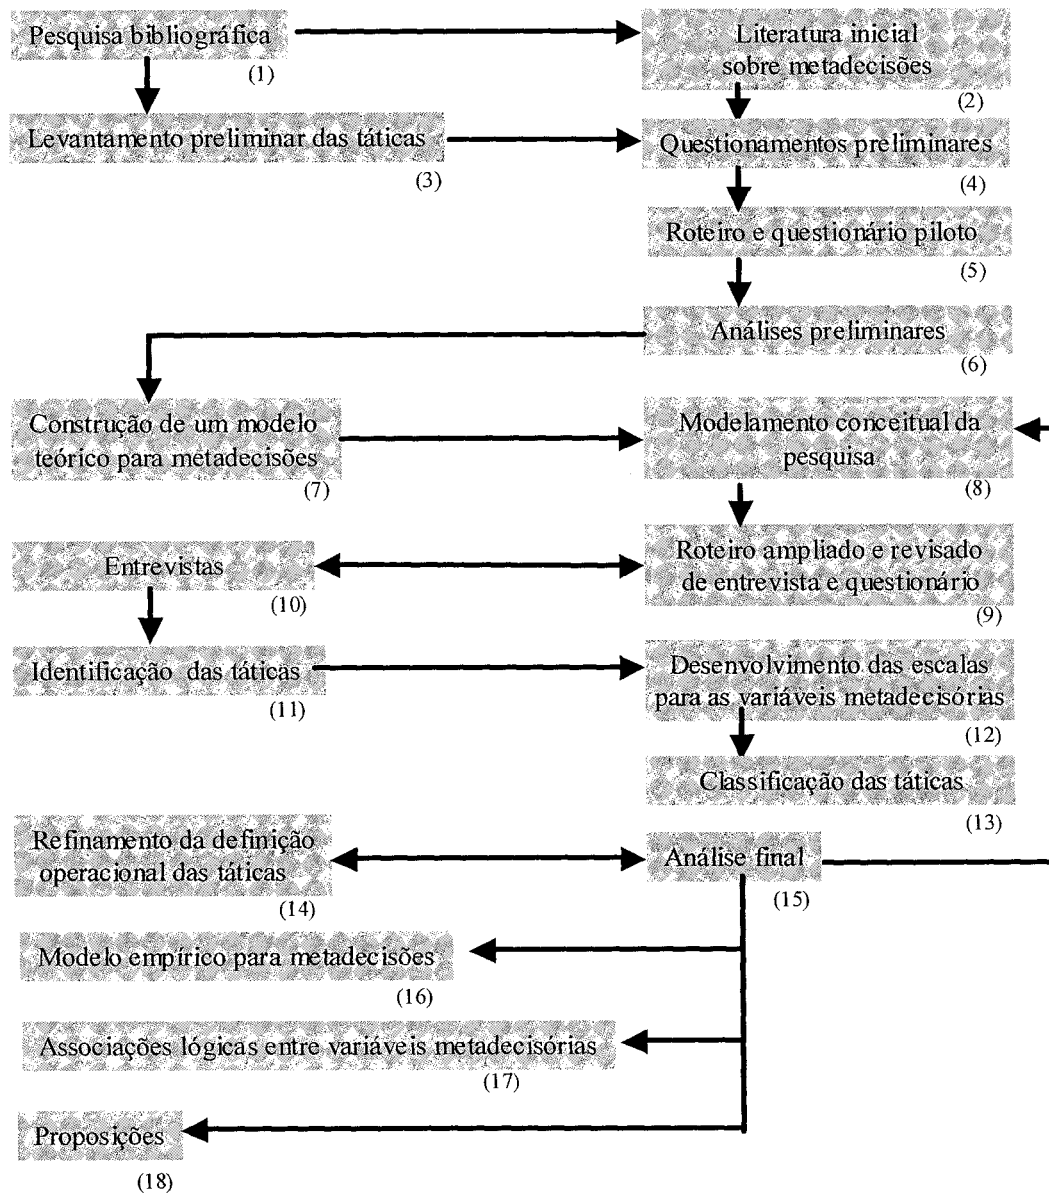 Pesquisa bibliográfica
(1)
Literatura inicial
sobre metadecisões
(2)
Levantamento preliminar das táticas
(3)
Questionamentos preliminares
(4)
Roteiro e questionário piloto
(5)
Análises preliminares
(6)
Construção de um modelo
teórico para metadecisões
(7)
Modelamento conceitual da
pesquisa
(8)
Roteiro ampliado e revisado
de entrevista e questionário
(9)
Entrevistas
(10)
Identificação das táticas
(11)
Desenvolvimento das escalas
para as variáveis metadecisórias
(12)
Classificação das táticas
(13)
Refinamento da definição
operacional das táticas
(14)
Análise final
(15)
Modelo empírico para metadecisões
(16)
Associações lógicas entre variáveis metadecisórias
(17)
Proposições
(18)